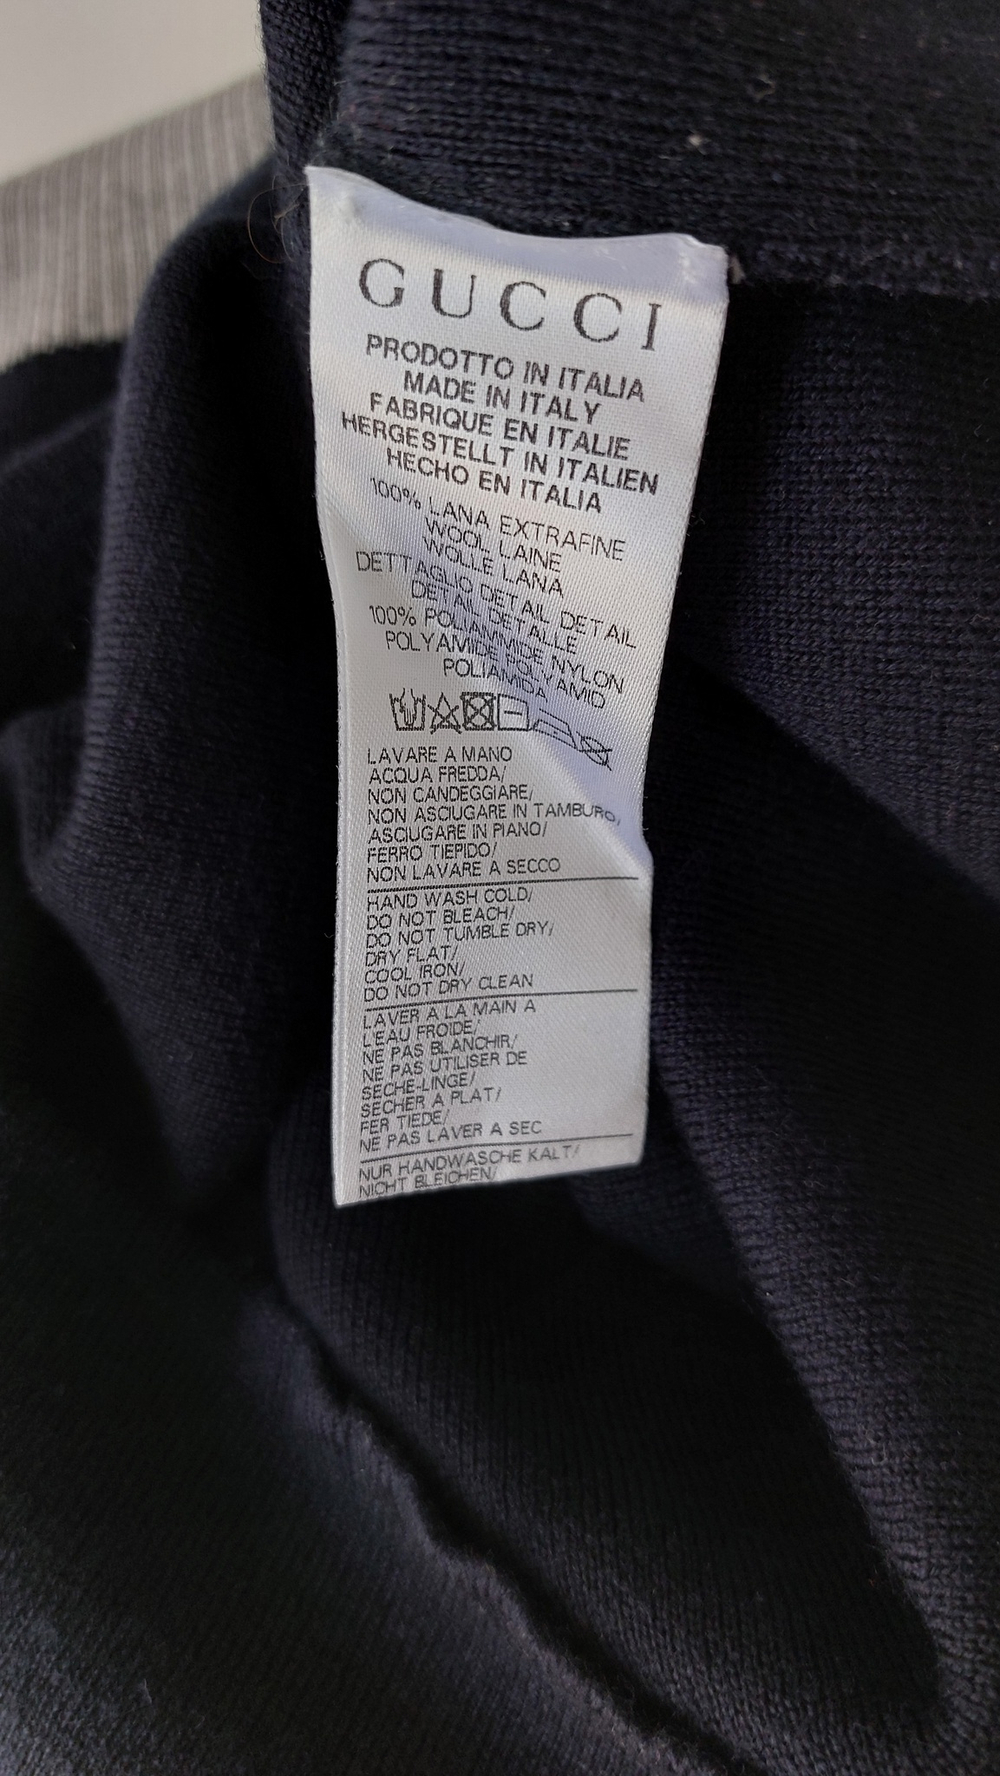 GUCCI
PRODOTTO IN ITALIA
MADE IN ITALY
FABRIQUE EN ITALIE
HERGESTELLT IN ITALIEN
HECHO EN ITALIA
100% LANA EXTRAFINE
WOOL LAINE
WOLLE LANA
DETTAGLIO DETAIL DETAIL
DETAIL DETALLE
100% POLIAMMIDE NYLON
POLYAMIDE POLYAMID
POLIAMIDA
LAVARE A MANO
ACQUA FREDDA/
NON CANDEGGIARE/
NON ASCIUGARE IN TAMBURO/
ASCIUGARE IN PIANO/
FERRO TIEPIDO/
NON LAVARE A SECCO
HAND WASH COLD/
DO NOT BLEACH/
DO NOT TUMBLE DRY/
DRY FLAT/
COOL IRON/
DO NOT DRY CLEAN
LAVER A LA MAIN A
L'EAU FROIDE/
NE PAS BLANCHIR/
NE PAS UTILISER DE
SECHE-LINGE/
SECHER A PLAT/
FER TIEDE/
NE PAS LAVER A SEC
NUR HANDWASCHE KALT/
NICHT BLEICHEN/